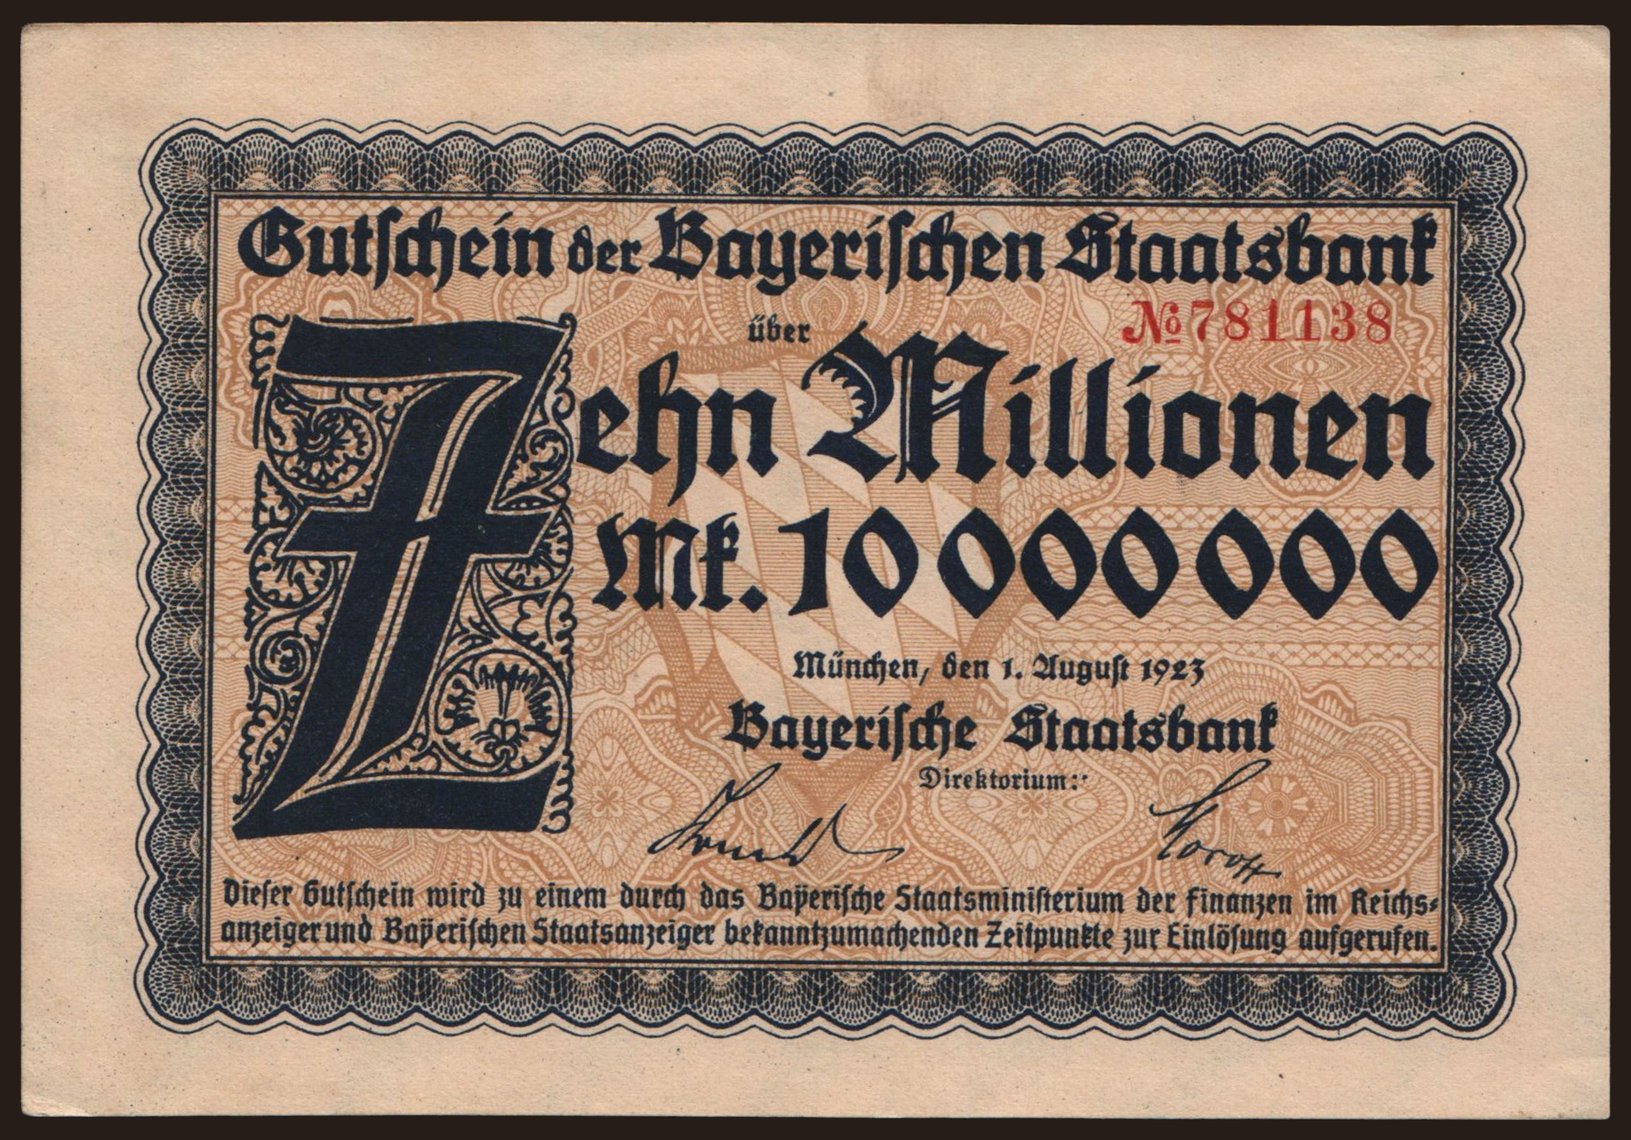 Gutschein der Bayerischen Staatsbank
№ 781138
über
Zehn Millionen
Mk. 10 000 000
München, den 1. August 1923
Bayerische Staatsbank
Direktorium:
Dieser Gutschein wird zu einem durch das Bayerische Staatsministerium der Finanzen im Reichs-
anzeiger und Bayerischen Staatsanzeiger bekanntzumachenden Zeitpunkte zur Einlösung aufgerufen.